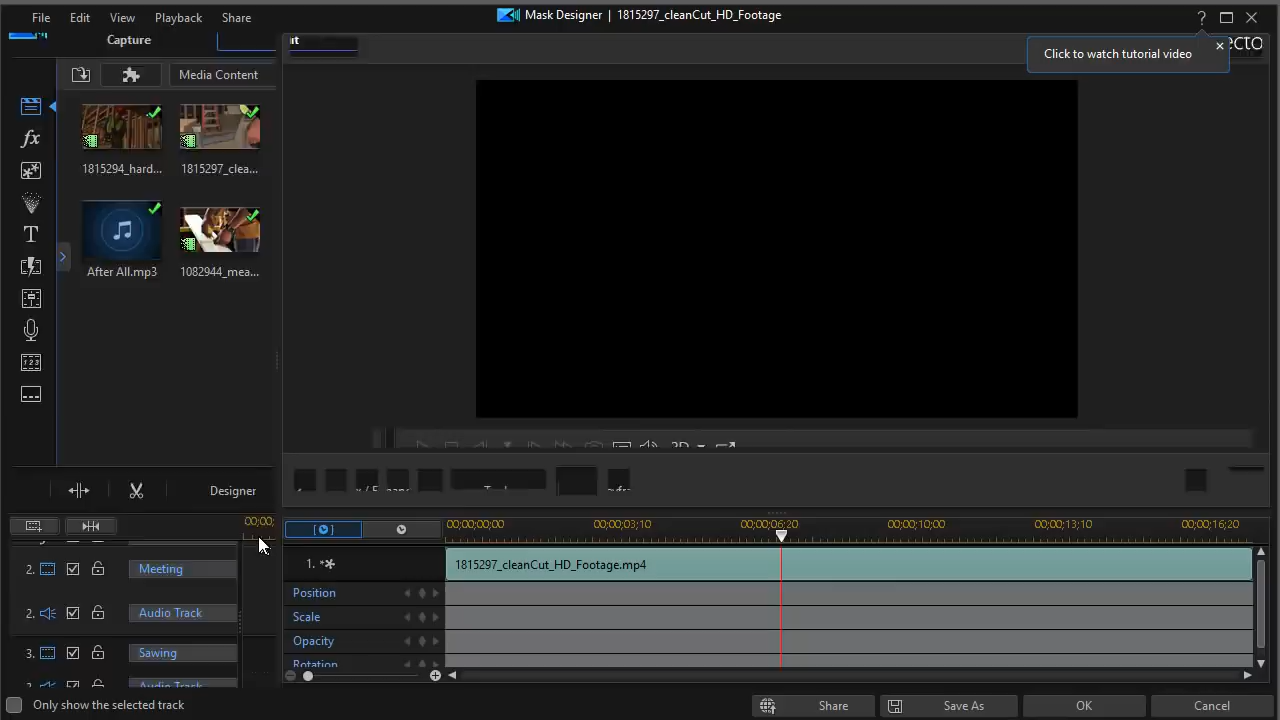 File Edit View Playback Share
Mask Designer | 1815297_cleanCut_HD_Footage
?
Capture
Click to watch tutorial video
Media Content
1815294_hard... 1815297_clea...
After All.mp3 1082944_mea...
fx
T
Designer
00;00;
00;00;00;00 00;00;03;10 00;00;06;20 00;00;10;00 00;00;13;10 00;00;16;20
1. 1815297_cleanCut_HD_Footage.mp4
2. Meeting
2. Audio Track
3. Sawing
Audio Track
Position
Scale
Opacity
Rotation
Only show the selected track
Share Save As OK Cancel